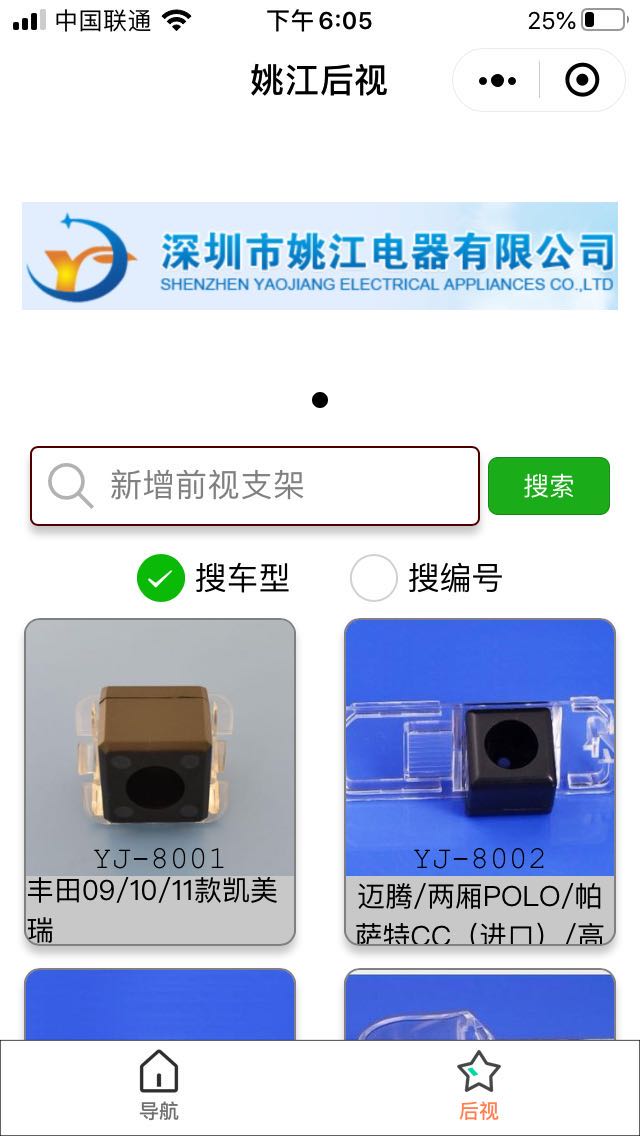 中国联通
下午6:05
25%
姚江后视
深圳市姚江电器有限公司
SHENZHEN YAOJIANG ELECTRICAL APPLIANCES CO.,LTD
新增前视支架
搜索
搜车型
搜编号
YJ-8001
YJ-8002
丰田09/10/11款凯美
瑞
迈腾/两厢POLO/帕
萨特CC（进口）/高
导航
后视